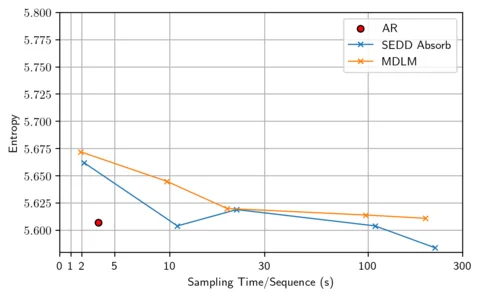 5.800
5.775
5.750
5.725
5.700
5.675
5.650
5.625
5.600
Entropy
AR
SEDD Absorb
MDLM
0 1 2 5 10 30 100 300
Sampling Time/Sequence (s)